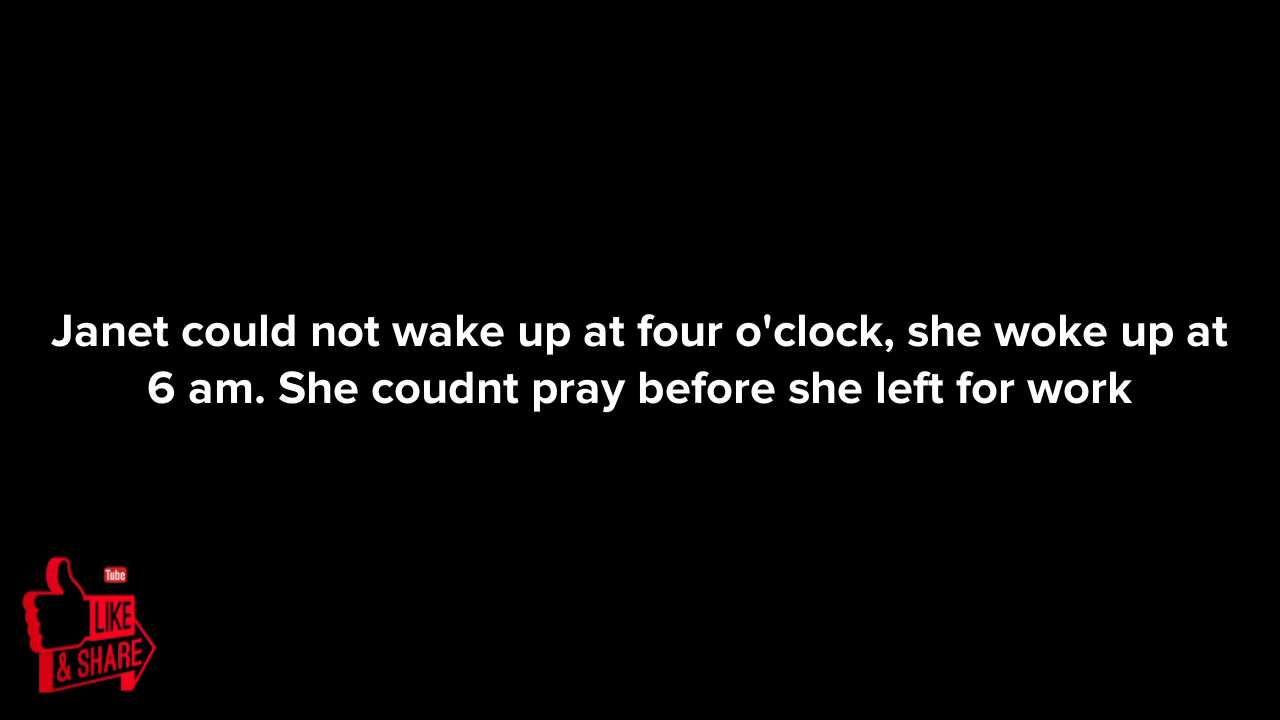 Janet could not wake up at four o'clock, she woke up at
6 am. She coudnt pray before she left for work
Tube
LIKE
& SHARE